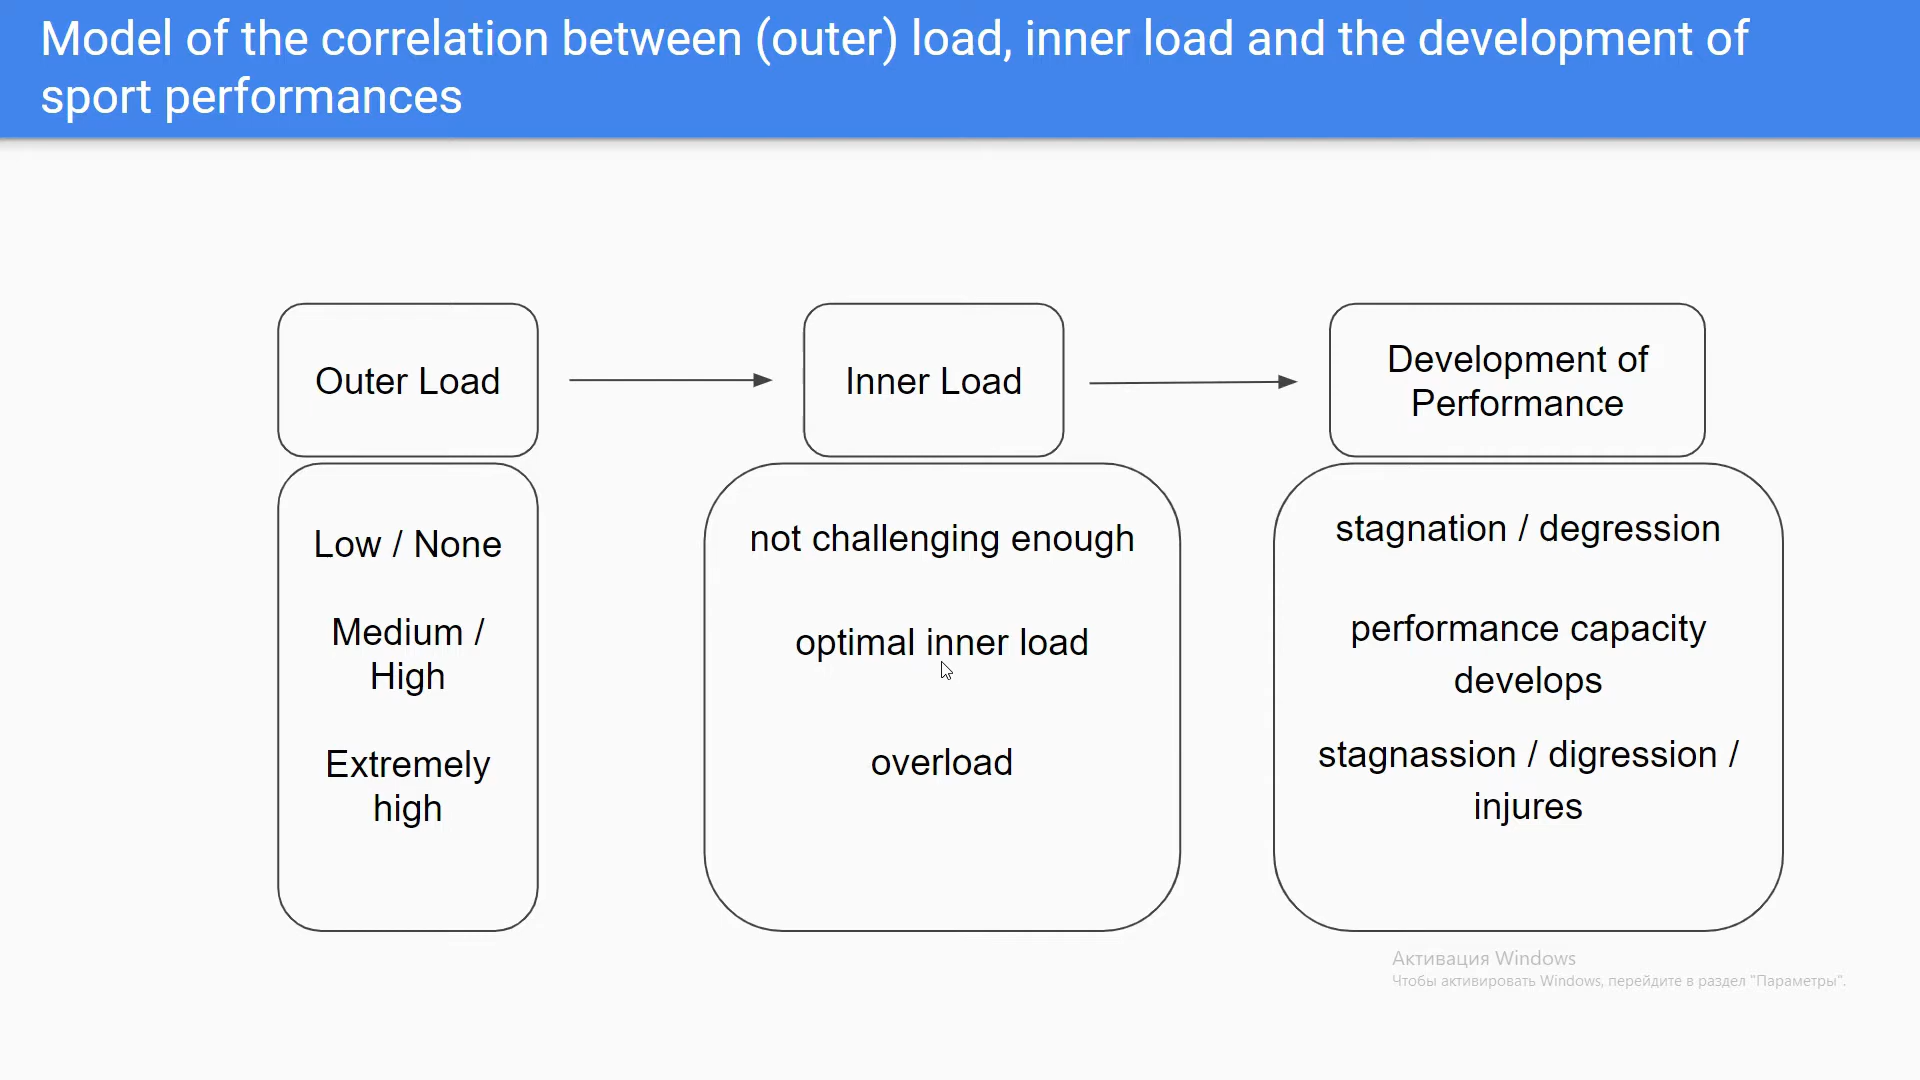 Model of the correlation between (outer) load, inner load and the development of
sport performances
Outer Load
Inner Load
Development of
Performance
Low / None
Medium /
High
Extremely
high
not challenging enough
optimal inner load
overload
stagnation / degression
performance capacity
develops
stagnassion / digression /
injures
Активация Windows
Чтобы активировать Windows, перейдите в раздел "Параметры".